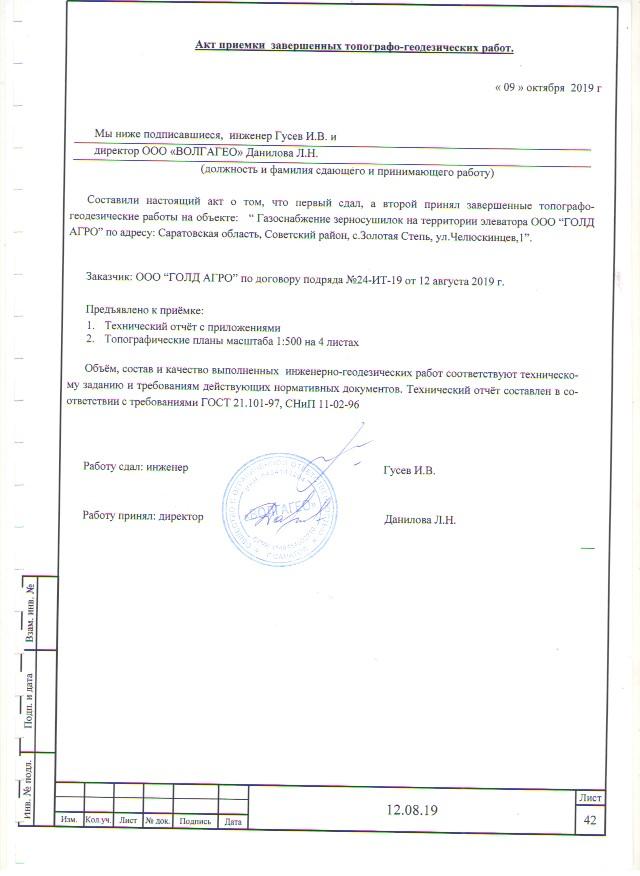 Акт приемки завершенных топографо-геодезических работ.
« 09 » октября 2019 г
Мы ниже подписавшиеся, инженер Гусев И.В. и
директор ООО «ВОЛГАГЕО» Данилова Л.Н.
(должность и фамилия сдающего и принимающего работу)
Составили настоящий акт о том, что первый сдал, а второй принял завершенные топографо-
геодезические работы на объекте: “ Газоснабжение зерносушилок на территории элеватора ООО “ГОЛД
АГРО” по адресу: Саратовская область, Советский район, с.Золотая Степь, ул.Челюскинцев,1”.
Заказчик: ООО “ГОЛД АГРО” по договору подряда №24-ИТ-19 от 12 августа 2019 г.
Предъявлено к приёмке:
1. Технический отчёт с приложениями
2. Топографические планы масштаба 1:500 на 4 листах
Объём, состав и качество выполненных инженерно-геодезических работ соответствуют техническо-
му заданию и требованиям действующих нормативных документов. Технический отчёт составлен в со-
ответствии с требованиями ГОСТ 21.101-97, СНиП 11-02-96
Работу сдал: инженер Гусев И.В.
ОБЩЕСТВО С ОГРАНИЧЕННОЙ ОТВЕТСТВЕННОСТЬЮ
«ВОЛГАГЕО»
Работу принял: директор Данилова Л.Н.
Взам. инв. №
Подп. и дата
Инв. № подл.
Изм. Кол.уч. Лист № док. Подпись Дата
12.08.19
Лист
42